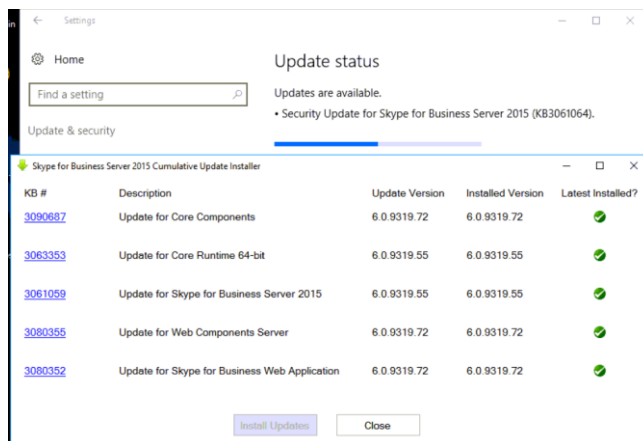 in
Settings
Home
Update status
Find a setting
Updates are available.
• Security Update for Skype for Business Server 2015 (KB3061064).
Update & security
Skype for Business Server 2015 Cumulative Update Installer
KB # Description Update Version Installed Version Latest Installed?
3090687 Update for Core Components 6.0.9319.72 6.0.9319.72
3063353 Update for Core Runtime 64-bit 6.0.9319.55 6.0.9319.55
3061059 Update for Skype for Business Server 2015 6.0.9319.55 6.0.9319.55
3080355 Update for Web Components Server 6.0.9319.72 6.0.9319.72
3080352 Update for Skype for Business Web Application 6.0.9319.72 6.0.9319.72
Install Updates Close